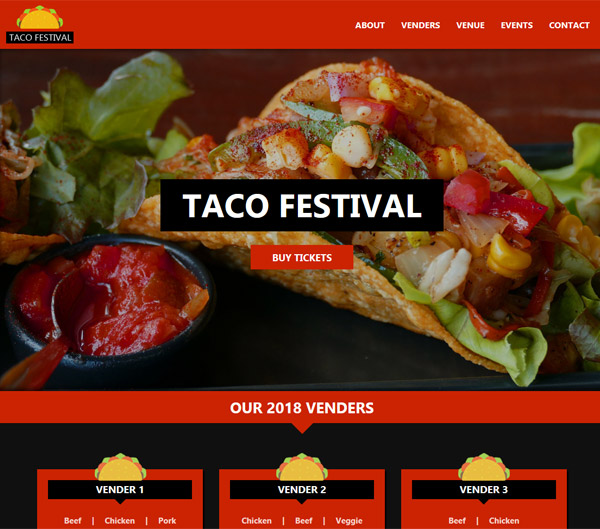 TACO FESTIVAL
ABOUT VENDERS VENUE EVENTS CONTACT
TACO FESTIVAL
BUY TICKETS
OUR 2018 VENDERS
VENDER 1 VENDER 2 VENDER 3
Beef | Chicken | Pork Chicken | Beef | Veggie Beef | Chicken